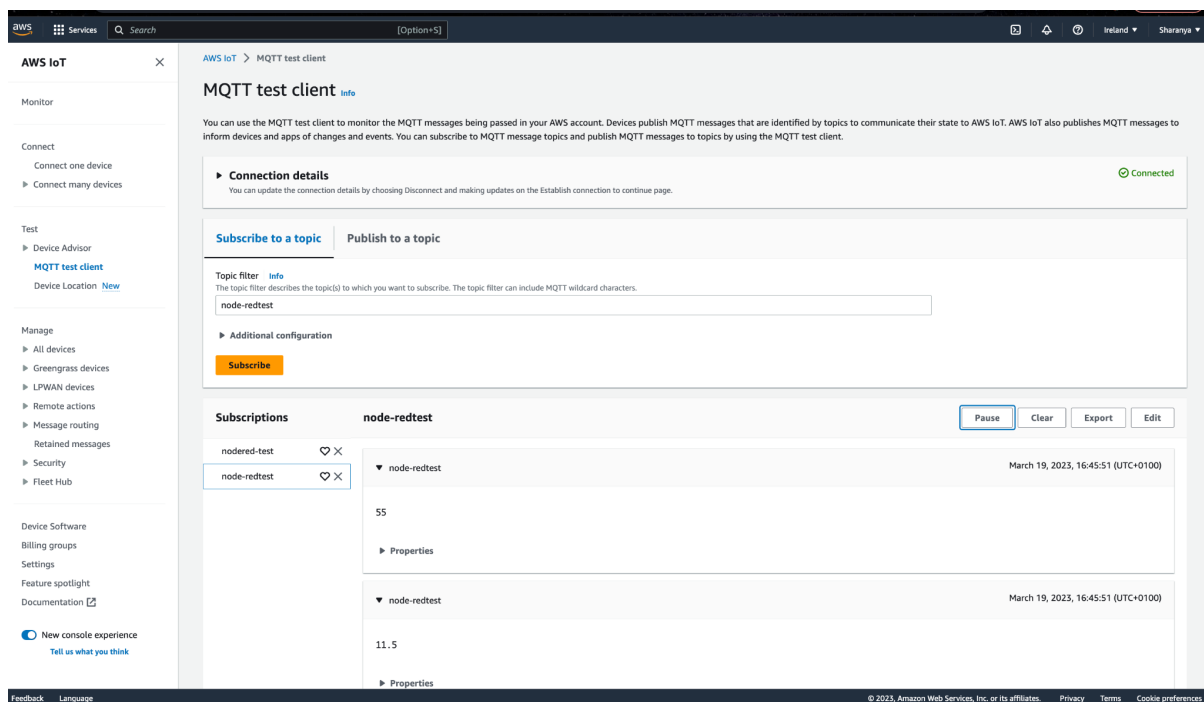 aws
Services
Search
[Option+S]
Ireland
Sharanya
AWS IoT
Monitor
Connect
Connect one device
Connect many devices
Test
Device Advisor
MQTT test client
Device Location New
Manage
All devices
Greengrass devices
LPWAN devices
Remote actions
Message routing
Retained messages
Security
Fleet Hub
Device Software
Billing groups
Settings
Feature spotlight
Documentation
New console experience
Tell us what you think
AWS IoT > MQTT test client
MQTT test client Info
You can use the MQTT test client to monitor the MQTT messages being passed in your AWS account. Devices publish MQTT messages that are identified by topics to communicate their state to AWS IoT. AWS IoT also publishes MQTT messages to
inform devices and apps of changes and events. You can subscribe to MQTT message topics and publish MQTT messages to topics by using the MQTT test client.
Connection details
Connected
You can update the connection details by choosing Disconnect and making updates on the Establish connection to continue page.
Subscribe to a topic
Publish to a topic
Topic filter Info
The topic filter describes the topic(s) to which you want to subscribe. The topic filter can include MQTT wildcard characters.
node-redtest
Additional configuration
Subscribe
Subscriptions
node-redtest
Pause
Clear
Export
Edit
nodered-test
node-redtest
node-redtest
March 19, 2023, 16:45:51 (UTC+0100)
55
Properties
node-redtest
March 19, 2023, 16:45:51 (UTC+0100)
11.5
Properties
Feedback
Language
© 2023, Amazon Web Services, Inc. or its affiliates.
Privacy
Terms
Cookie preferences